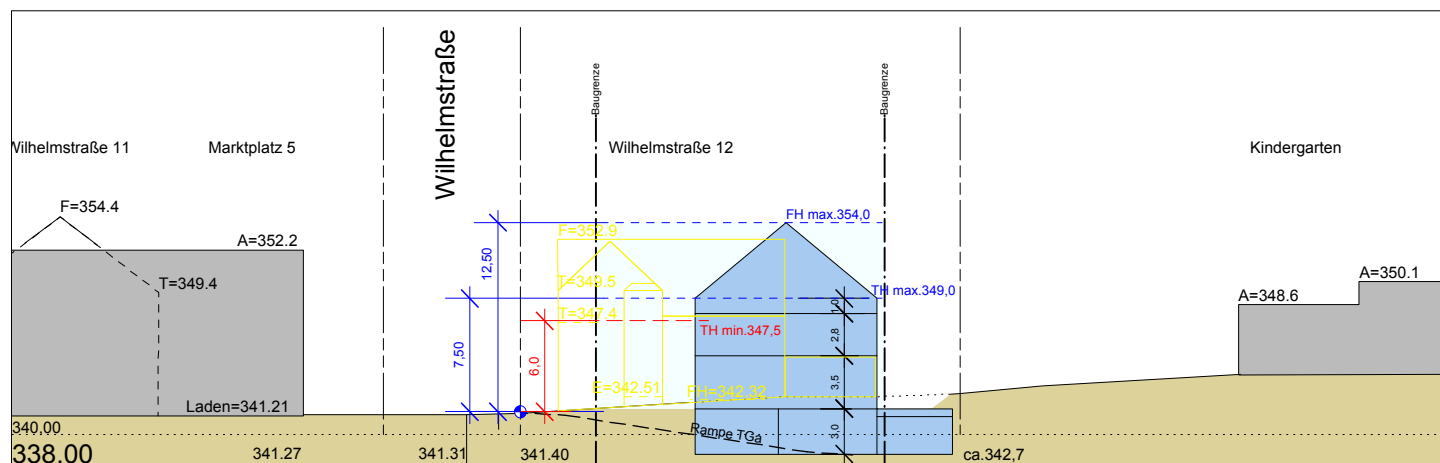 Wilhelmstraße
Baugrenze
Baugrenze
Wilhelmstraße 11
Marktplatz 5
Wilhelmstraße 12
Kindergarten
F=354.4
FH max.354,0
A=352.2
F=352.9
12,50
T=349.4
T=349.5
TH max.349,0
A=350.1
A=348.6
1,0
T=347.4
TH min.347,5
2,8
7,50
6,0
E=342.51
FH=342.32
3,5
Laden=341.21
340,00
Rampe TGa
3,0
338.00
341.27
341.31
341.40
ca.342,7